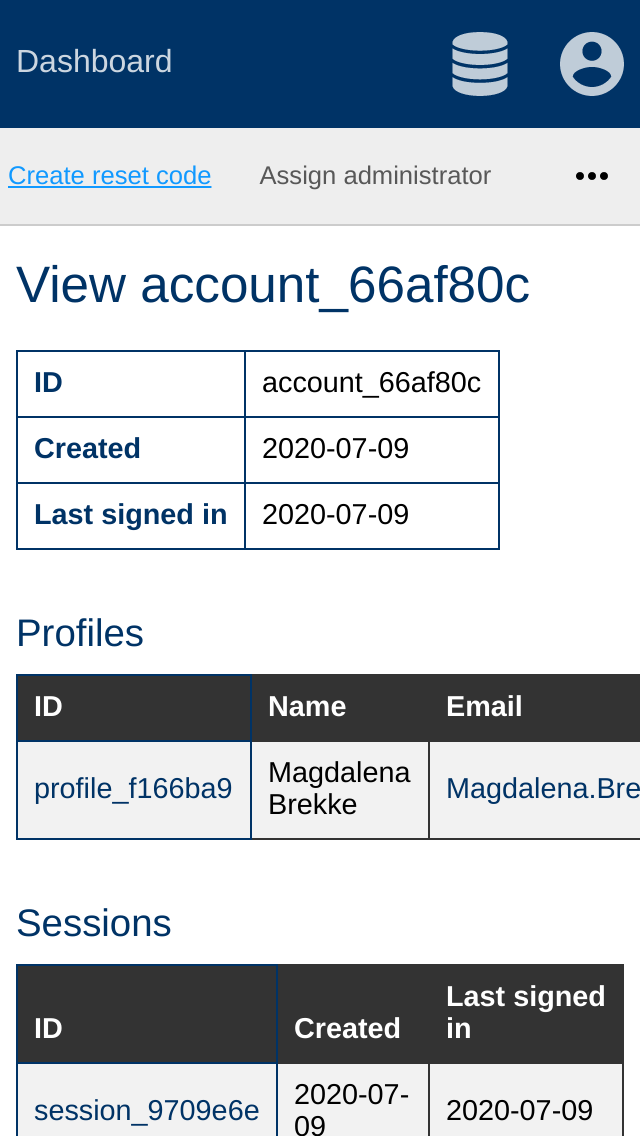 Dashboard
Create reset code Assign administrator •••
View account_66af80c
ID account_66af80c
Created 2020-07-09
Last signed in 2020-07-09
Profiles
ID Name Email
profile_f166ba9 Magdalena Brekke Magdalena.Bre
Sessions
ID Created Last signed in
session_9709e6e 2020-07-09 2020-07-09